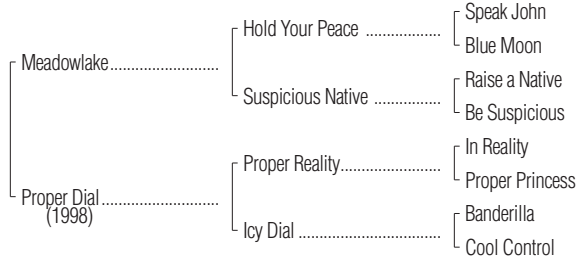 Speak John
Hold Your Peace ..................
Blue Moon
Meadowlake..........................
Raise a Native
Suspicious Native ................
Be Suspicious
In Reality
Proper Reality........................
Proper Princess
Proper Dial............................
(1998)
Banderilla
Icy Dial ..................................
Cool Control